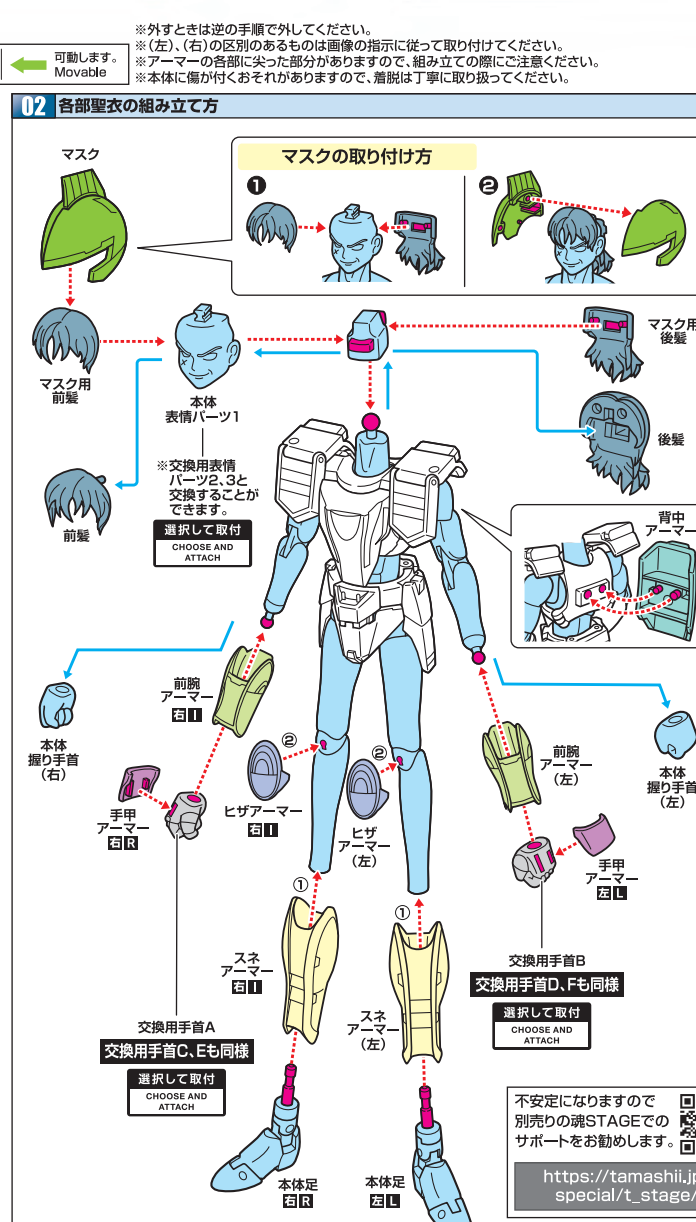 ※外すときは逆の手順で外してください。
※(左)、(右)の区別のあるものは画像の指示に従って取り付けてください。
※アーマーの各部に尖った部分がありますので、組み立ての際にご注意ください。
※本体に傷が付くおそれがありますので、着脱は丁寧に取り扱ってください。
可動します。
Movable
02 各部聖衣の組み立て方
マスク
マスクの取り付け方
❶
❷
マスク用
前髪
本体
表情パーツ1
※交換用表情
パーツ2、3と
交換することが
できます。
選択して取付
CHOOSE AND
ATTACH
前髪
マスク用
後髪
後髪
背中
アーマー
本体
握り手首
(右)
前腕
アーマー
右 I
手甲
アーマー
右 R
②
ヒザアーマー
右 I
②
ヒザ
アーマー
(左)
前腕
アーマー
(左)
本体
握り手首
(左)
手甲
アーマー
左 L
①
スネ
アーマー
右 I
①
スネ
アーマー
(左)
交換用手首A
交換用手首C、Eも同様
選択して取付
CHOOSE AND
ATTACH
交換用手首B
交換用手首D、Fも同様
選択して取付
CHOOSE AND
ATTACH
本体足
右 R
本体足
左 L
不安定になりますので
別売りの魂STAGEでの
サポートをお勧めします。
https://tamashii.jp
special/t_stage/